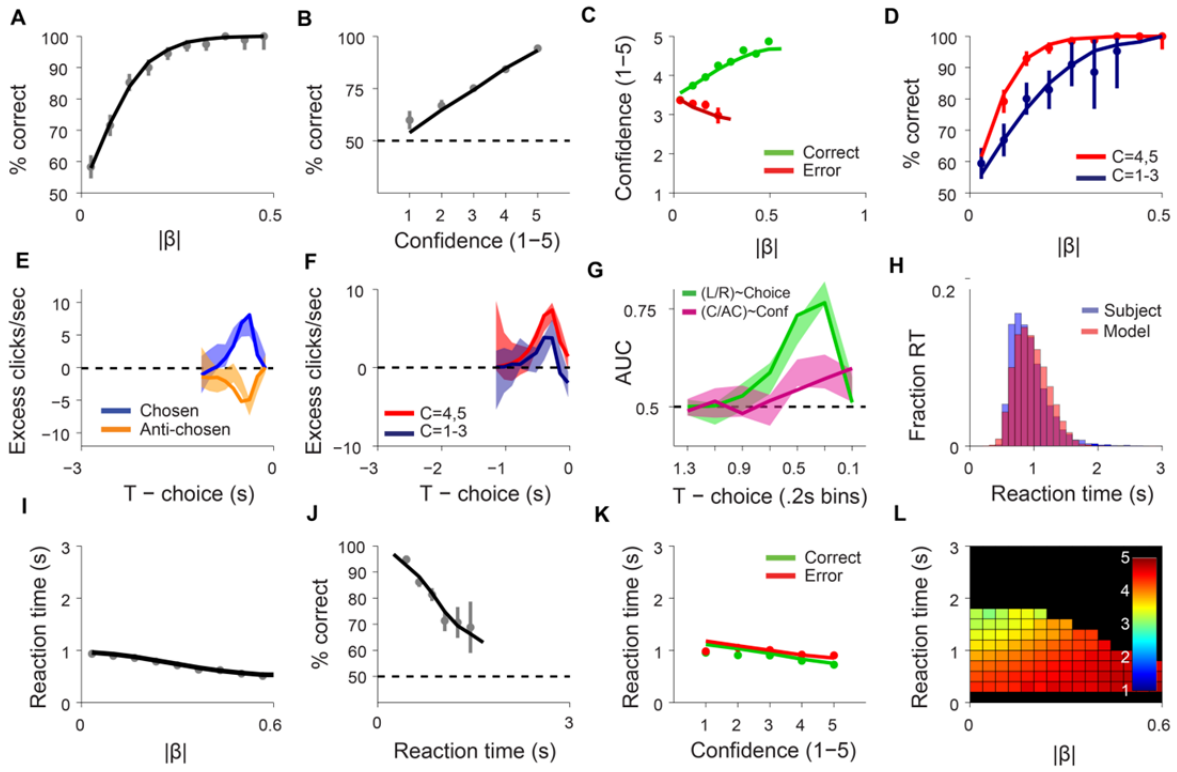 A
B
C
D
% correct
100
90
80
70
60
50
0
0.5
|β|
% correct
100
75
50
25
1 2 3 4 5
Confidence (1−5)
Confidence (1−5)
5
4
3
2
1
0
0.5
1
Correct
Error
|β|
% correct
100
90
80
70
60
50
0
0.5
C=4,5
C=1-3
|β|
E
F
G
H
Excess clicks/sec
10
5
0
−5
−10
−3
0
Chosen
Anti-chosen
T − choice (s)
Excess clicks/sec
10
0
−10
−3 −2 −1 0
C=4,5
C=1-3
T − choice (s)
AUC
0.75
0.5
(L/R)~Choice
(C/AC)~Conf
1.3 0.9 0.5 0.1
T − choice (.2s bins)
Fraction RT
0.2
0
Subject
Model
0 1 2 3
Reaction time (s)
I
J
K
L
Reaction time (s)
3
2
1
0
0
0.6
|β|
% correct
100
90
80
70
60
50
0
3
Reaction time (s)
Reaction time (s)
3
2
1
0
Correct
Error
1 2 3 4 5
Confidence (1−5)
Reaction time (s)
3
2
1
0
5
4
3
2
1
0
0.6
|β|